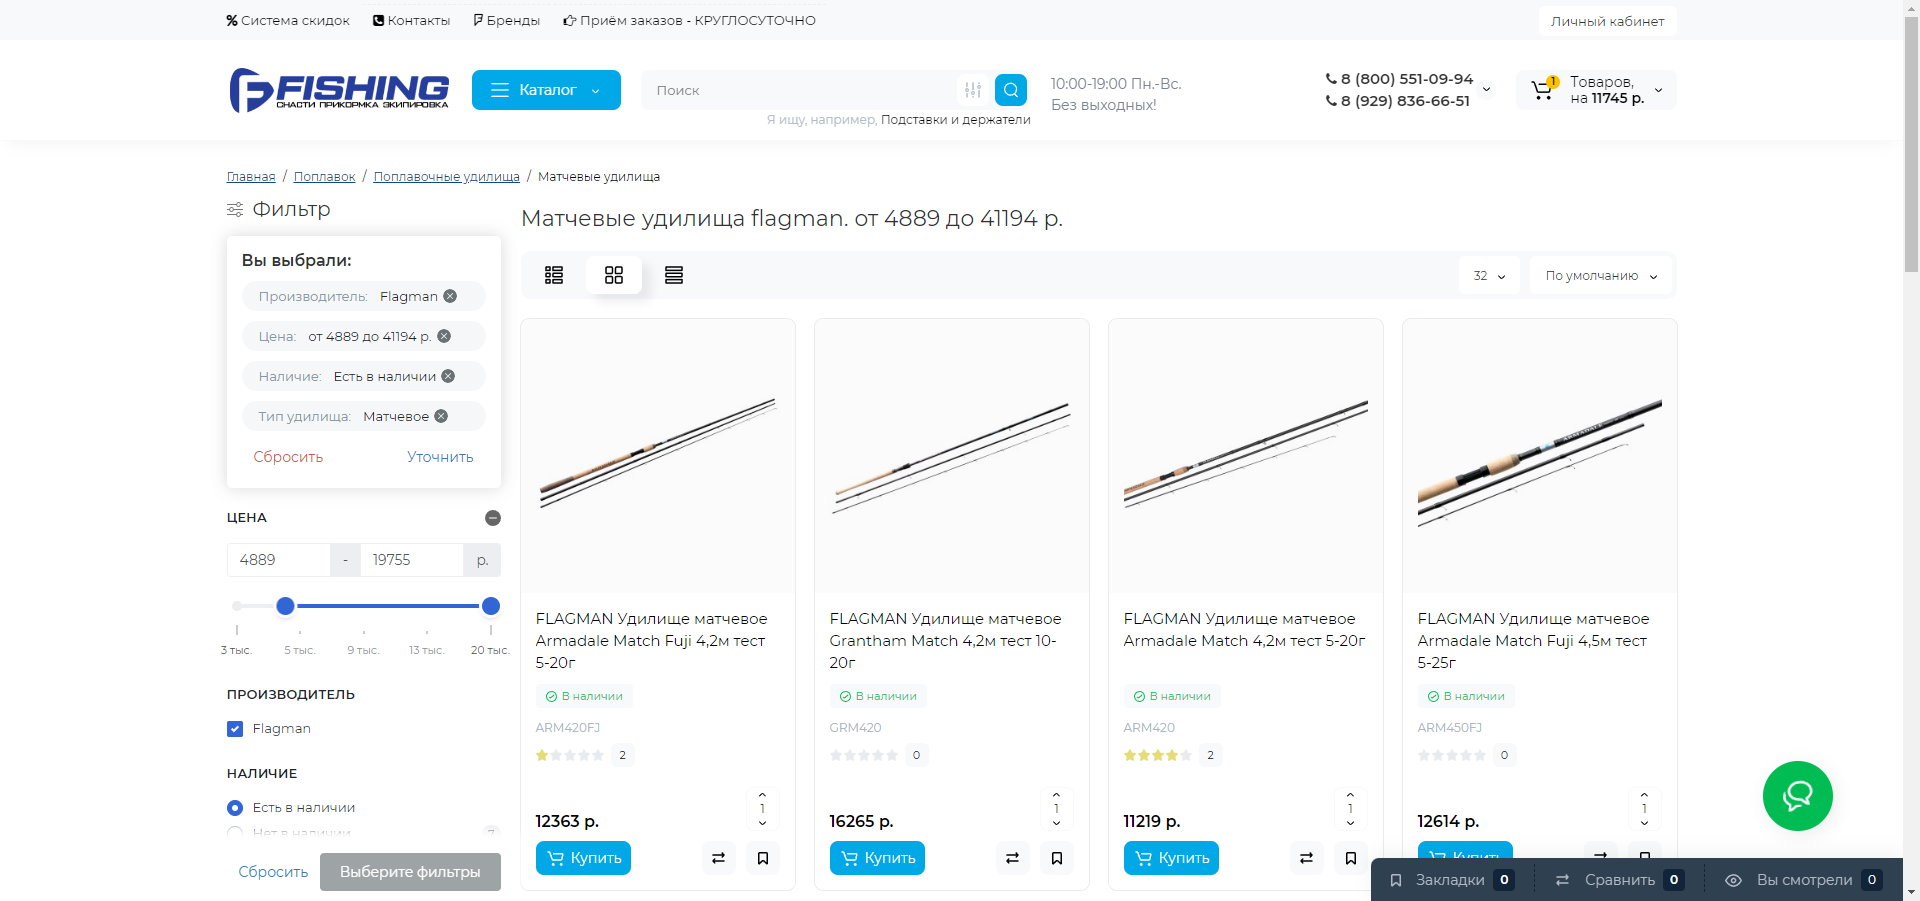 Система скидок
Контакты
Бренды
Приём заказов - КРУГЛОСУТОЧНО
Личный кабинет
FISHING
СНАСТИ ПРИКОРМКА ЭКИПИРОВКА
Каталог
Поиск
Я ищу, например, Подставки и держатели
10:00-19:00 Пн.-Вс.
Без выходных!
8 (800) 551-09-94
8 (929) 836-66-51
1
Товаров,
на 11745 р.
Главная / Поплавок / Поплавочные удилища / Матчевые удилища
Фильтр
Вы выбрали:
Производитель: Flagman
Цена: от 4889 до 41194 р.
Наличие: Есть в наличии
Тип удилища: Матчевое
Сбросить
Уточнить
ЦЕНА
4889 - 19755 р.
3 тыс. 5 тыс. 9 тыс. 13 тыс. 20 тыс.
ПРОИЗВОДИТЕЛЬ
Flagman
НАЛИЧИЕ
Есть в наличии
Нет в наличии 7
Сбросить
Выберите фильтры
Матчевые удилища flagman. от 4889 до 41194 р.
32
По умолчанию
FLAGMAN Удилище матчевое
Armadale Match Fuji 4,2м тест
5-20г
В наличии
ARM420FJ
2
1
12363 р.
Купить
FLAGMAN Удилище матчевое
Grantham Match 4,2м тест 10-
20г
В наличии
GRM420
0
1
16265 р.
Купить
FLAGMAN Удилище матчевое
Armadale Match 4,2м тест 5-20г
В наличии
ARM420
2
1
11219 р.
Купить
FLAGMAN Удилище матчевое
Armadale Match Fuji 4,5м тест
5-25г
В наличии
ARM450FJ
0
1
12614 р.
Купить
Закладки 0
Сравнить 0
Вы смотрели 0